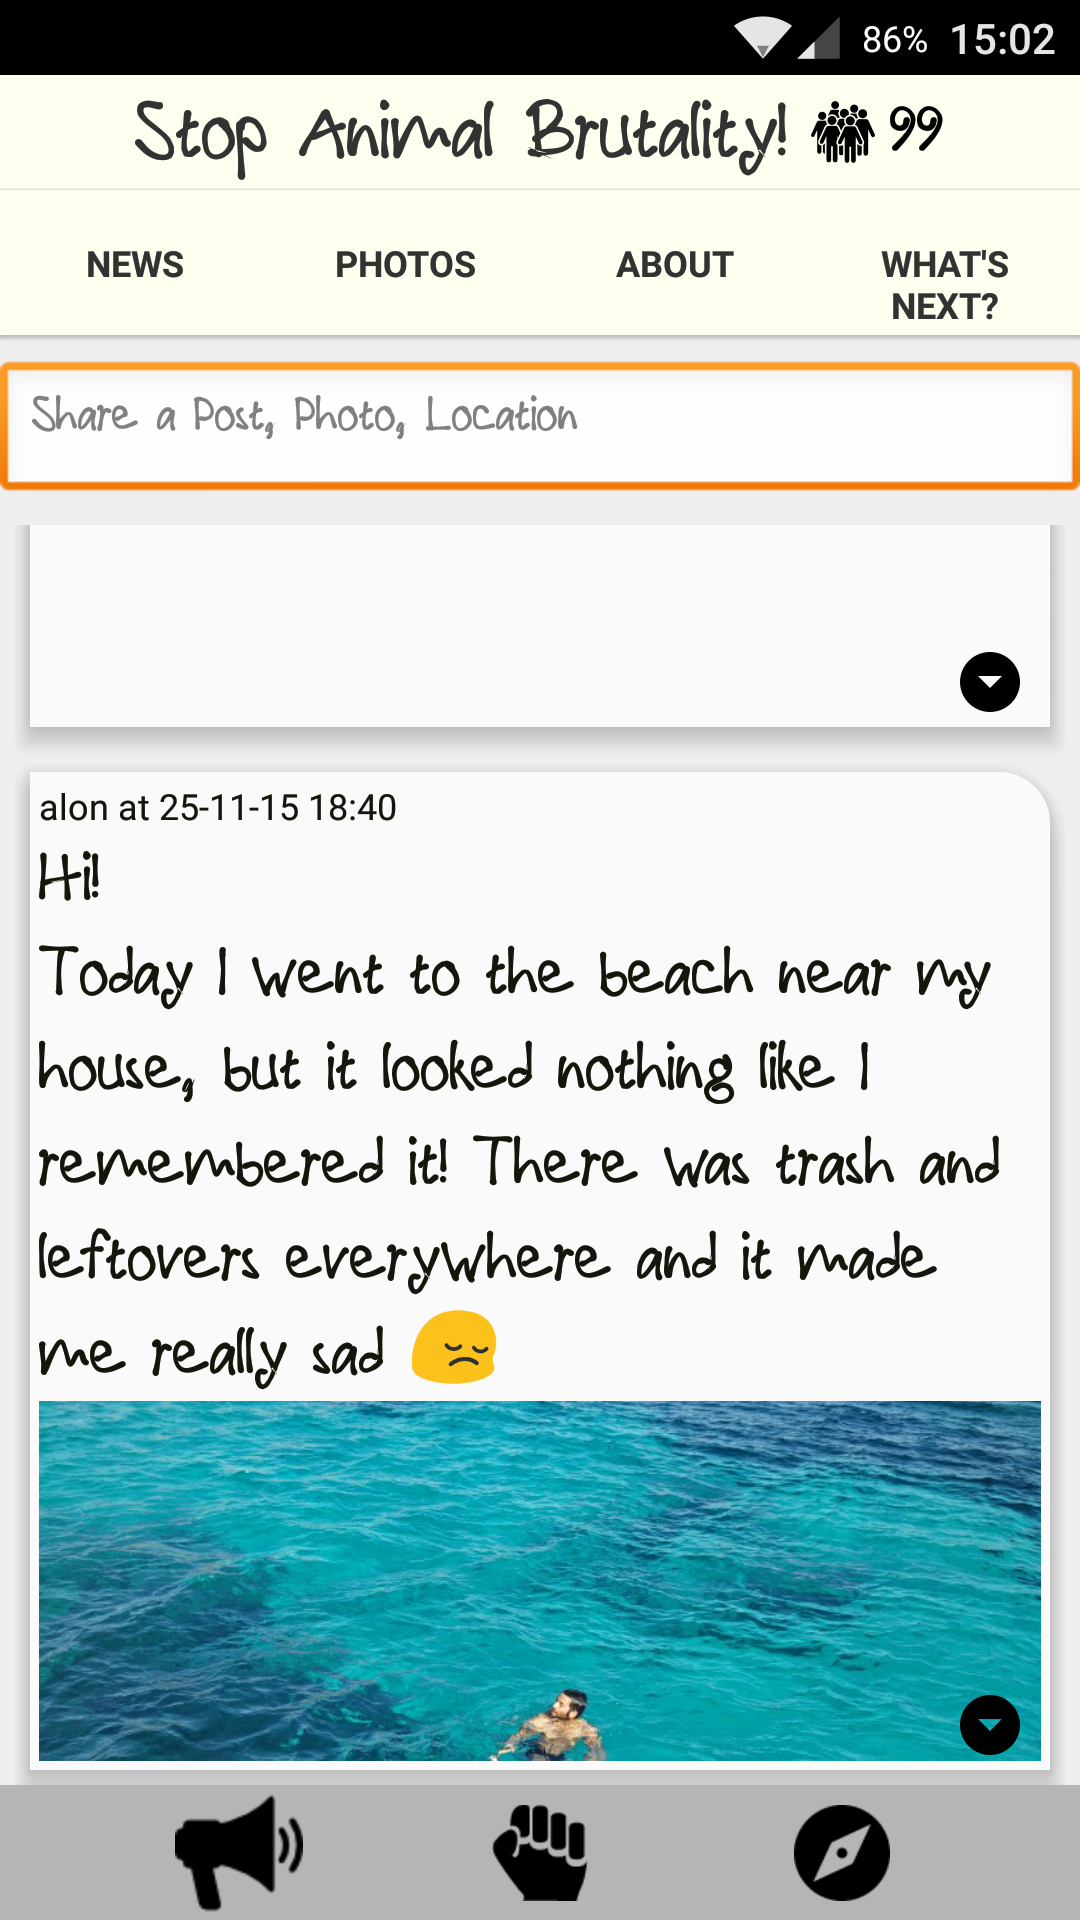 86% 15:02
Stop Animal Brutality! 99
NEWS PHOTOS ABOUT WHAT'S NEXT?
Share a Post, Photo, Location
alon at 25-11-15 18:40
Hi!
Today I went to the beach near my
house, but it looked nothing like I
remembered it! There was trash and
leftovers everywhere and it made
me really sad 😔